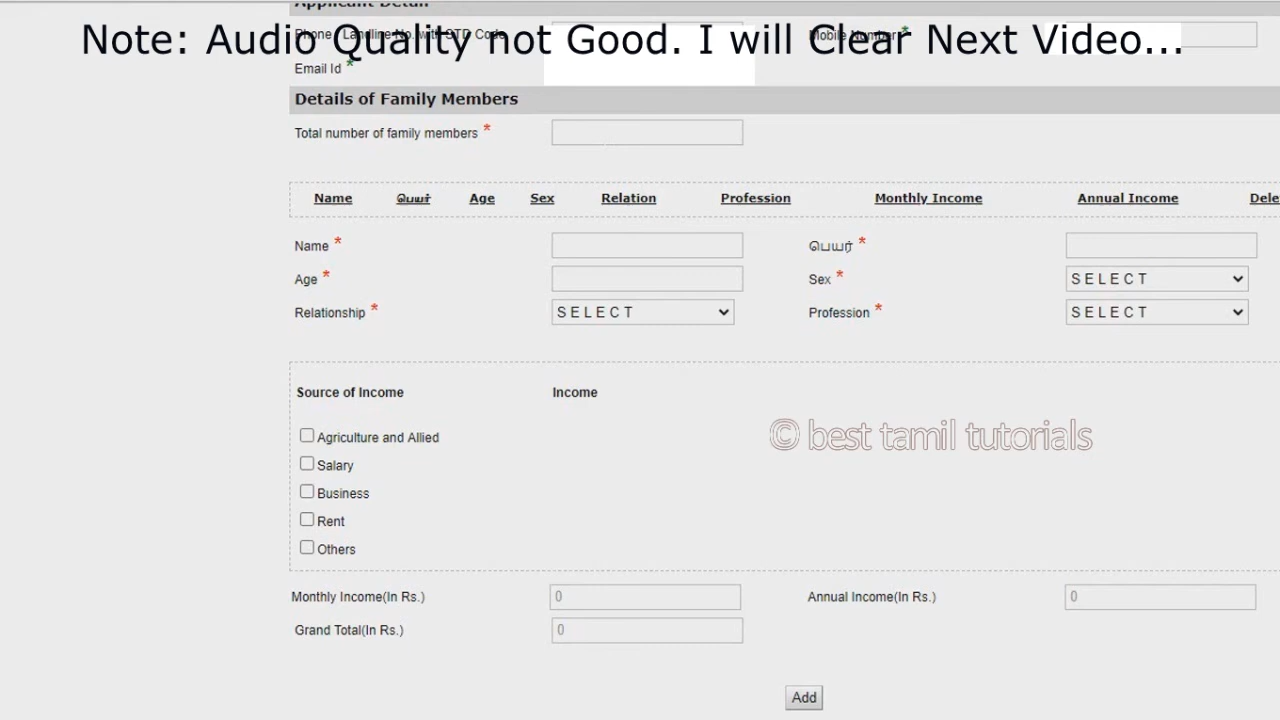 Applicant Detail
Note: Audio Quality not Good. I will Clear Next Video...
Phone / Landline No. with STD Code
Mobile Number *
Email Id *
Details of Family Members
Total number of family members *
Name பெயர் Age Sex Relation Profession Monthly Income Annual Income Dele
Name * பெயர் *
Age * Sex * SELECT
Relationship * SELECT Profession * SELECT
Source of Income Income
Agriculture and Allied
© best tamil tutorials
Salary
Business
Rent
Others
Monthly Income(In Rs.) 0 Annual Income(In Rs.) 0
Grand Total(In Rs.) 0
Add